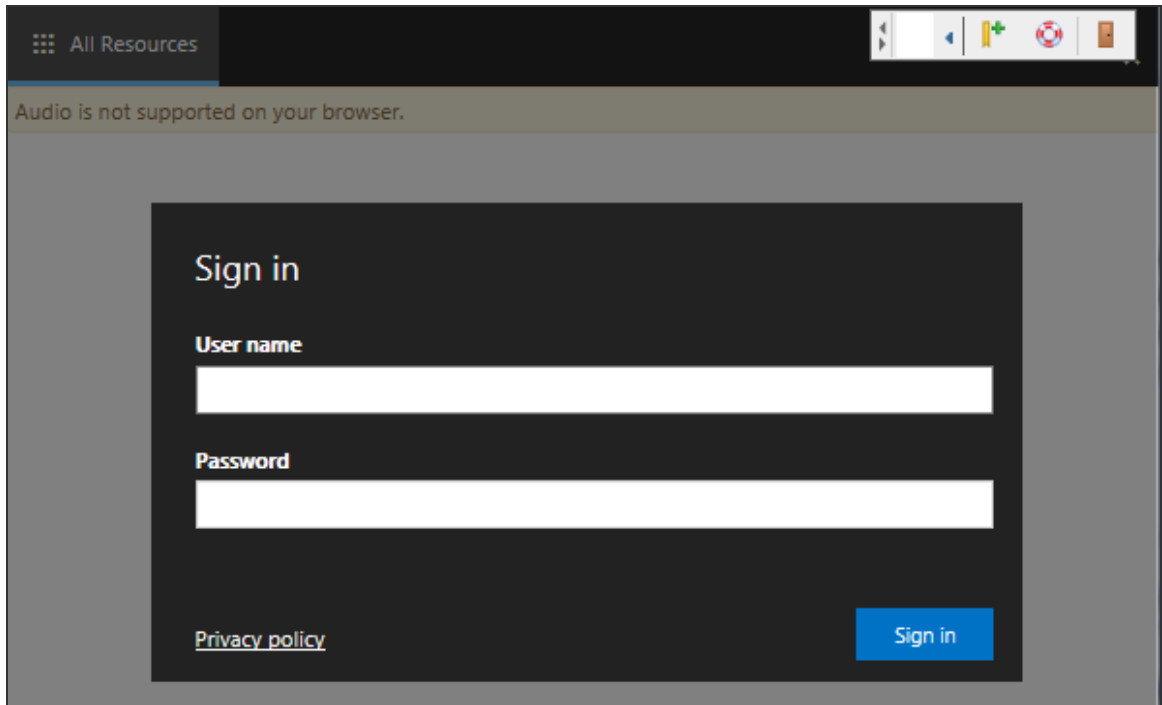 All Resources
Audio is not supported on your browser.
Sign in
User name
Password
Privacy policy
Sign in